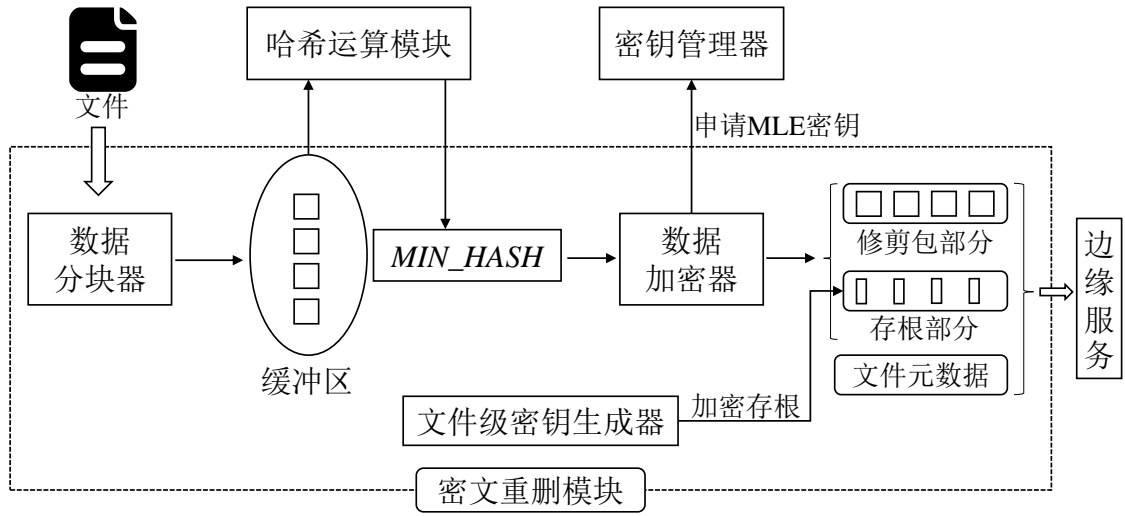 哈希运算模块
密钥管理器
文件
申请MLE密钥
数据
分块器
MIN_HASH
数据
加密器
修剪包部分
存根部分
文件元数据
边缘服务
缓冲区
文件级密钥生成器
加密存根
密文重删模块